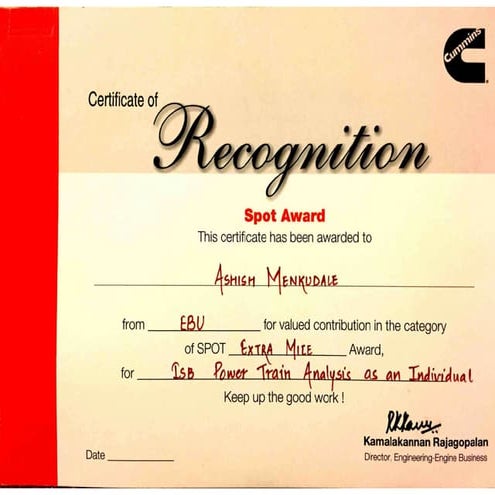 Cummins
Certificate of
Recognition
Spot Award
This certificate has been awarded to
ASHISH MENKUDALE
from EBU for valued contribution in the category
of SPOT EXTRA MILE Award,
for ISB Power Train Analysis as an Individual
Keep up the good work !
Kamalakannan Rajagopalan
Director, Engineering-Engine Business
Date